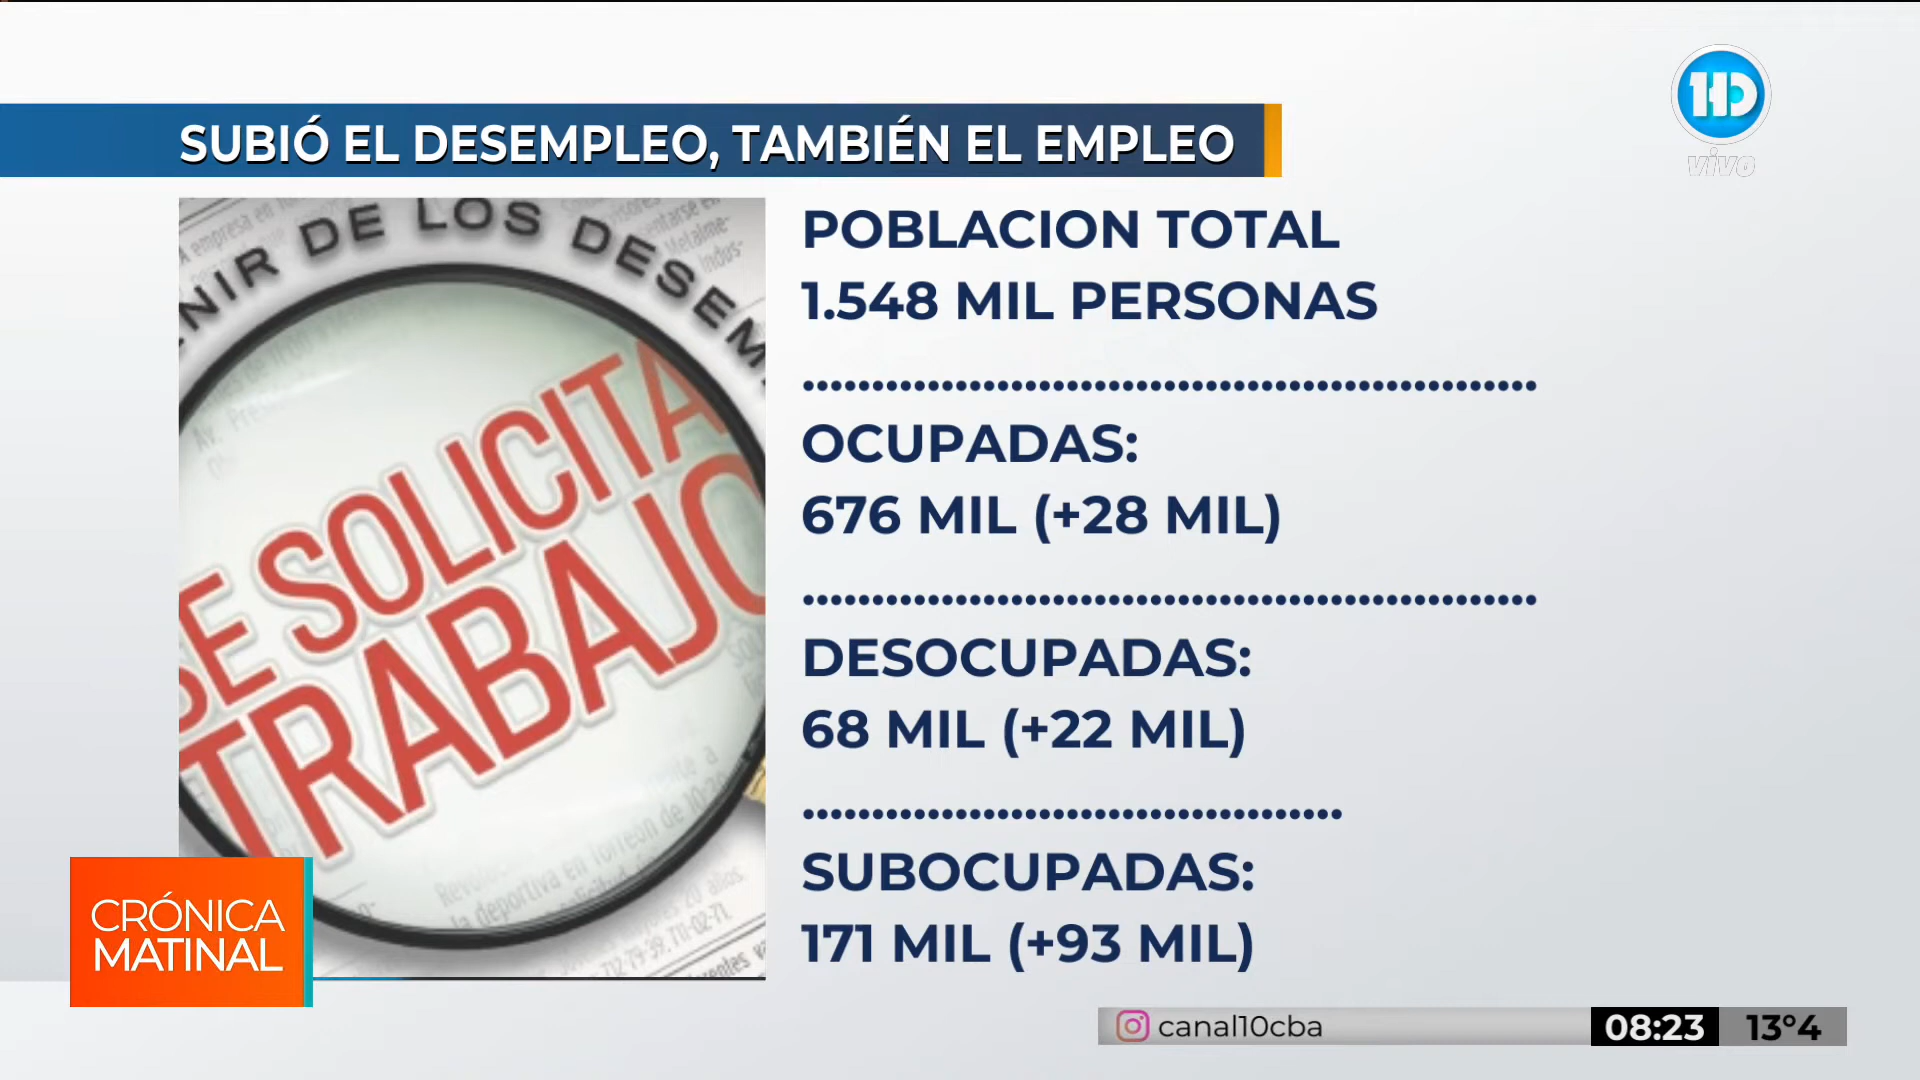 SUBIÓ EL DESEMPLEO, TAMBIÉN EL EMPLEO
vivo
POBLACION TOTAL
1.548 MIL PERSONAS
OCUPADAS:
676 MIL (+28 MIL)
DESOCUPADAS:
68 MIL (+22 MIL)
SUBOCUPADAS:
171 MIL (+93 MIL)
DE LOS
SE SOLICITA
TRABAJO
CRÓNICA
MATINAL
canal10cba
08:23
13°4